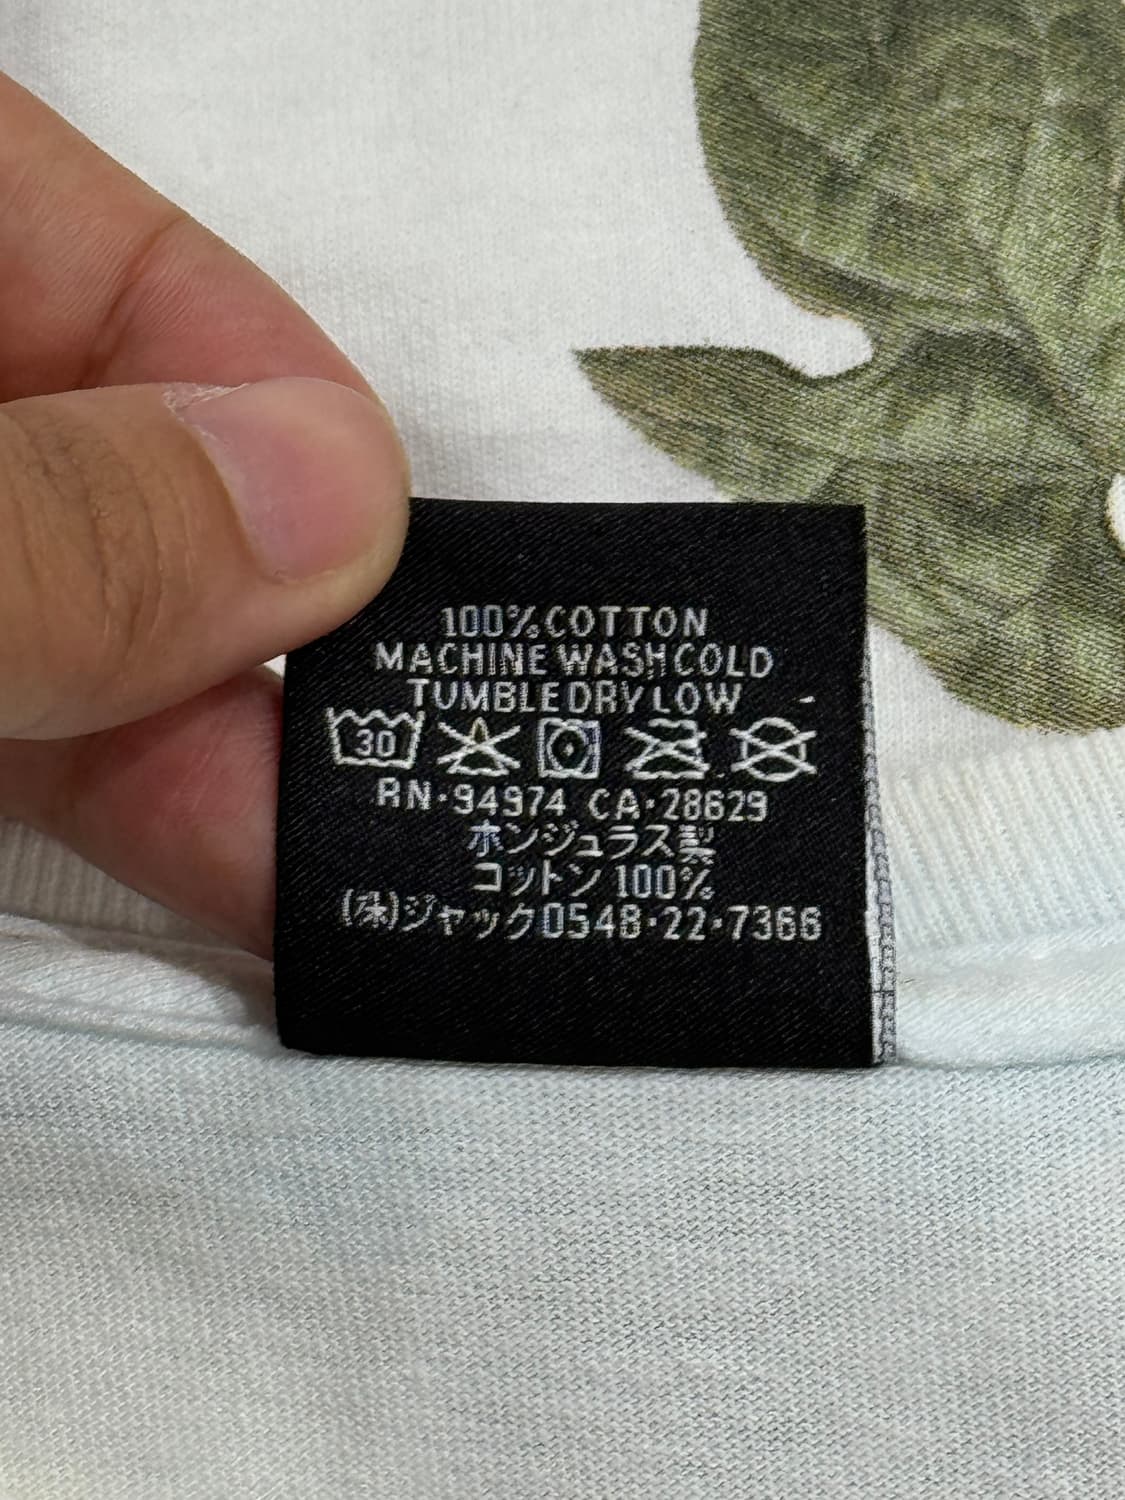 100% COTTON
MACHINE WASH COLD
TUMBLE DRY LOW
30
RN·94974 CA·28629
ホンジュラス製
コットン 100%
(株)ジャック0548·22·7366